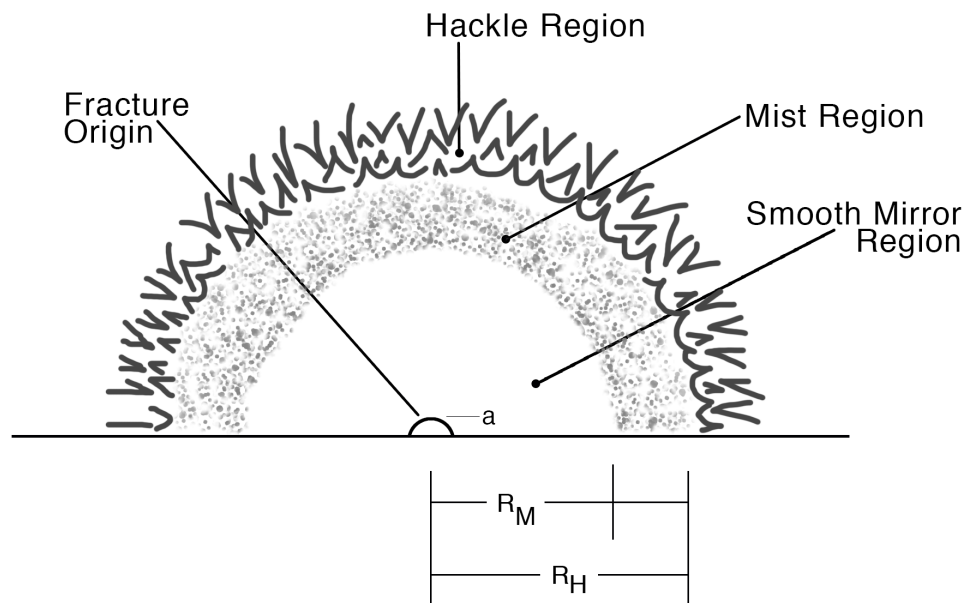 Hackle Region
Fracture
Origin
Mist Region
Smooth Mirror
Region
a
RM
RH